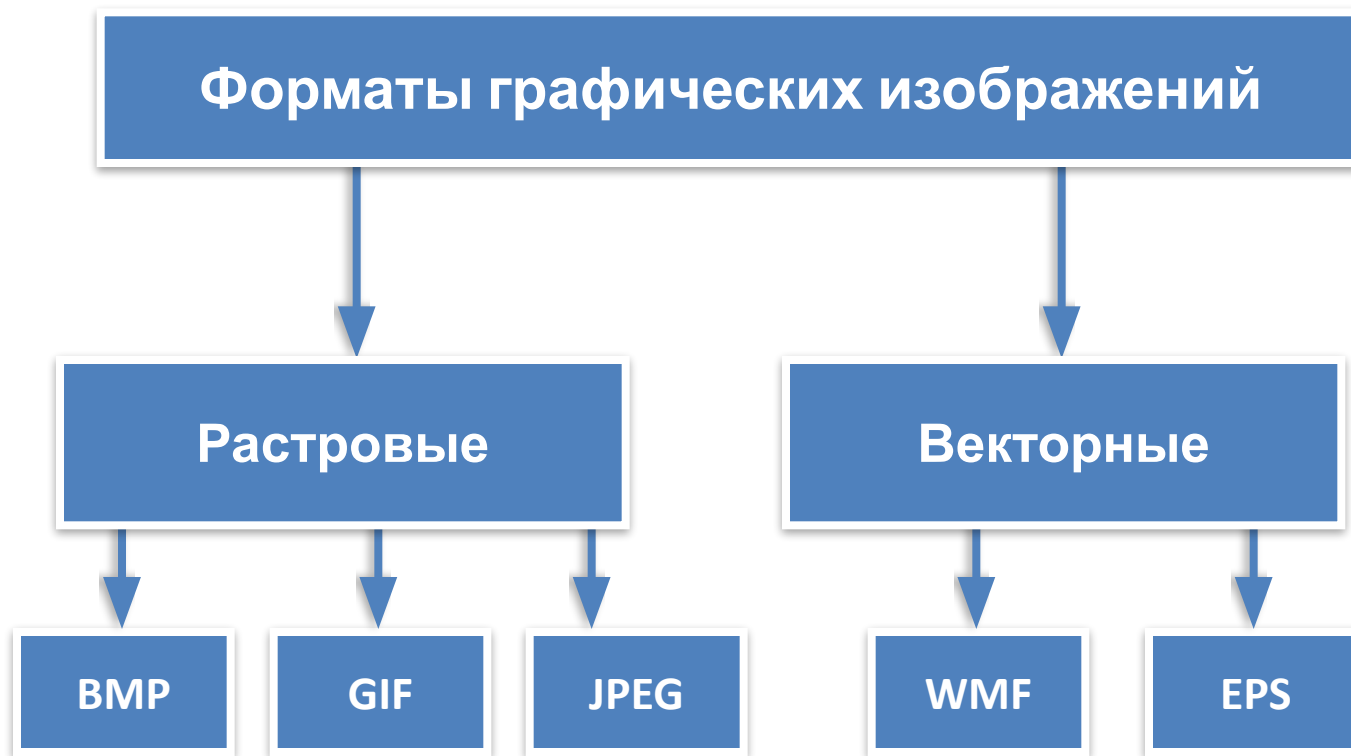 Форматы графических изображений
Растровые
Векторные
BMP
GIF
JPEG
WMF
EPS